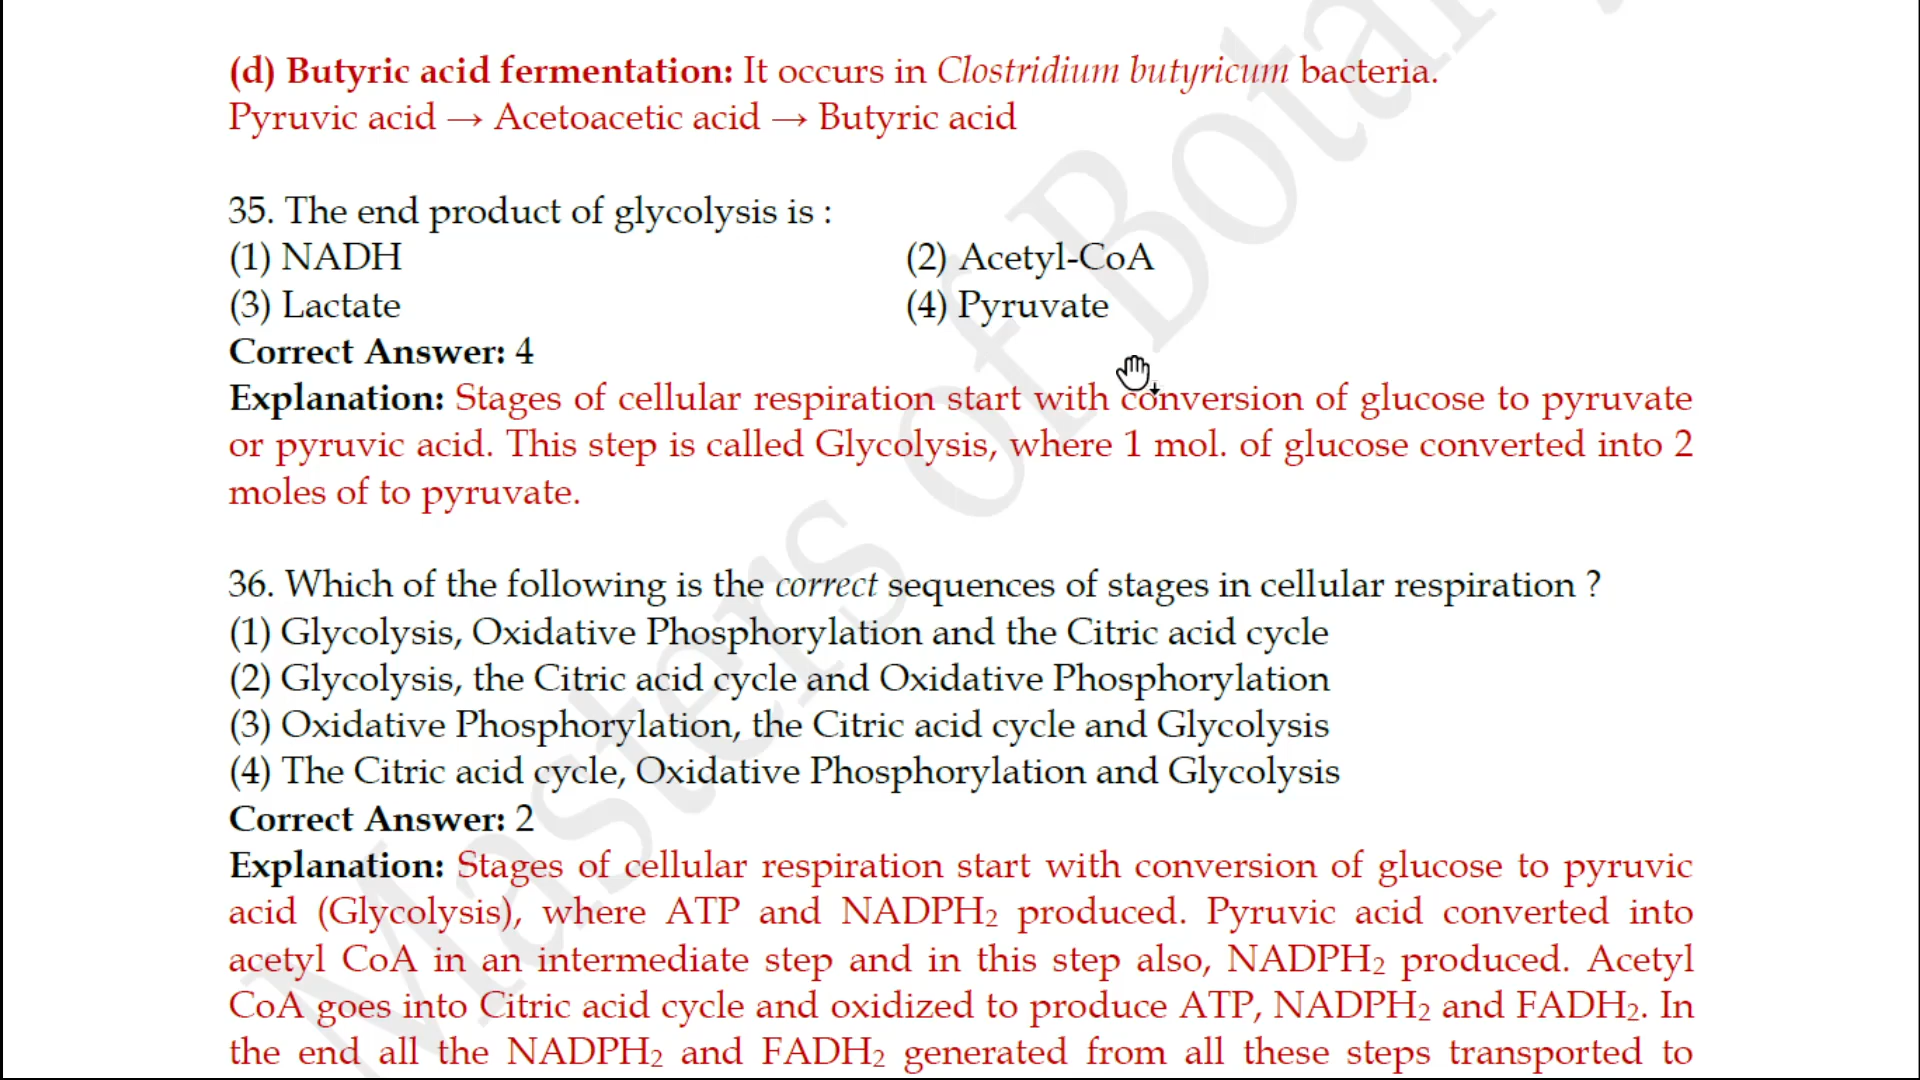 (d) Butyric acid fermentation: It occurs in Clostridium butyricum bacteria.
Pyruvic acid → Acetoacetic acid → Butyric acid
35. The end product of glycolysis is :
(1) NADH (2) Acetyl-CoA
(3) Lactate (4) Pyruvate
Correct Answer: 4
Explanation: Stages of cellular respiration start with conversion of glucose to pyruvate
or pyruvic acid. This step is called Glycolysis, where 1 mol. of glucose converted into 2
moles of to pyruvate.
36. Which of the following is the correct sequences of stages in cellular respiration ?
(1) Glycolysis, Oxidative Phosphorylation and the Citric acid cycle
(2) Glycolysis, the Citric acid cycle and Oxidative Phosphorylation
(3) Oxidative Phosphorylation, the Citric acid cycle and Glycolysis
(4) The Citric acid cycle, Oxidative Phosphorylation and Glycolysis
Correct Answer: 2
Explanation: Stages of cellular respiration start with conversion of glucose to pyruvic
acid (Glycolysis), where ATP and NADPH₂ produced. Pyruvic acid converted into
acetyl CoA in an intermediate step and in this step also, NADPH₂ produced. Acetyl
CoA goes into Citric acid cycle and oxidized to produce ATP, NADPH₂ and FADH₂. In
the end all the NADPH₂ and FADH₂ generated from all these steps transported to
Masters of Bota